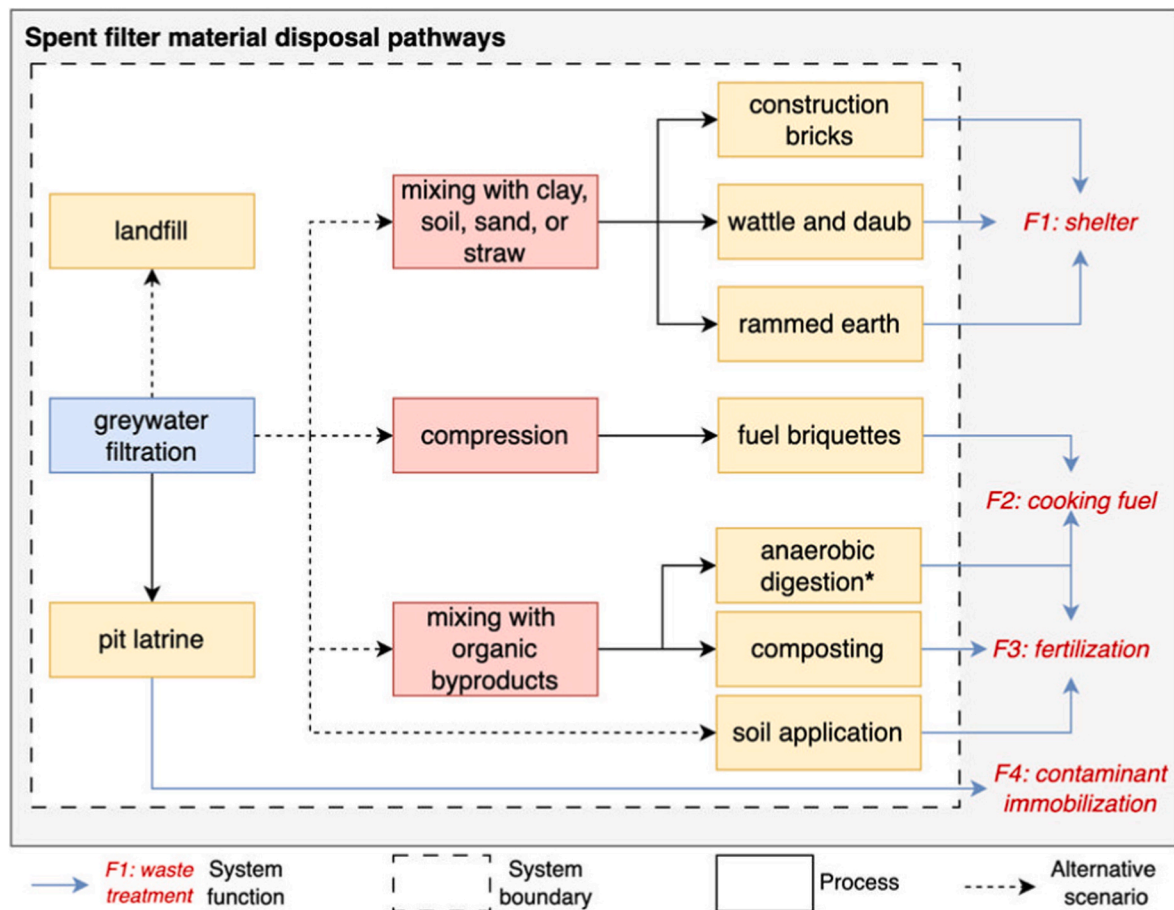 Spent filter material disposal pathways
construction
bricks
mixing with clay,
soil, sand, or
straw
landfill
wattle and daub
F1: shelter
rammed earth
greywater
filtration
compression
fuel briquettes
F2: cooking fuel
anaerobic
digestion*
pit latrine
mixing with
organic
byproducts
composting
F3: fertilization
soil application
F4: contaminant
immobilization
F1: waste
treatment
System
function
System
boundary
Process
Alternative
scenario